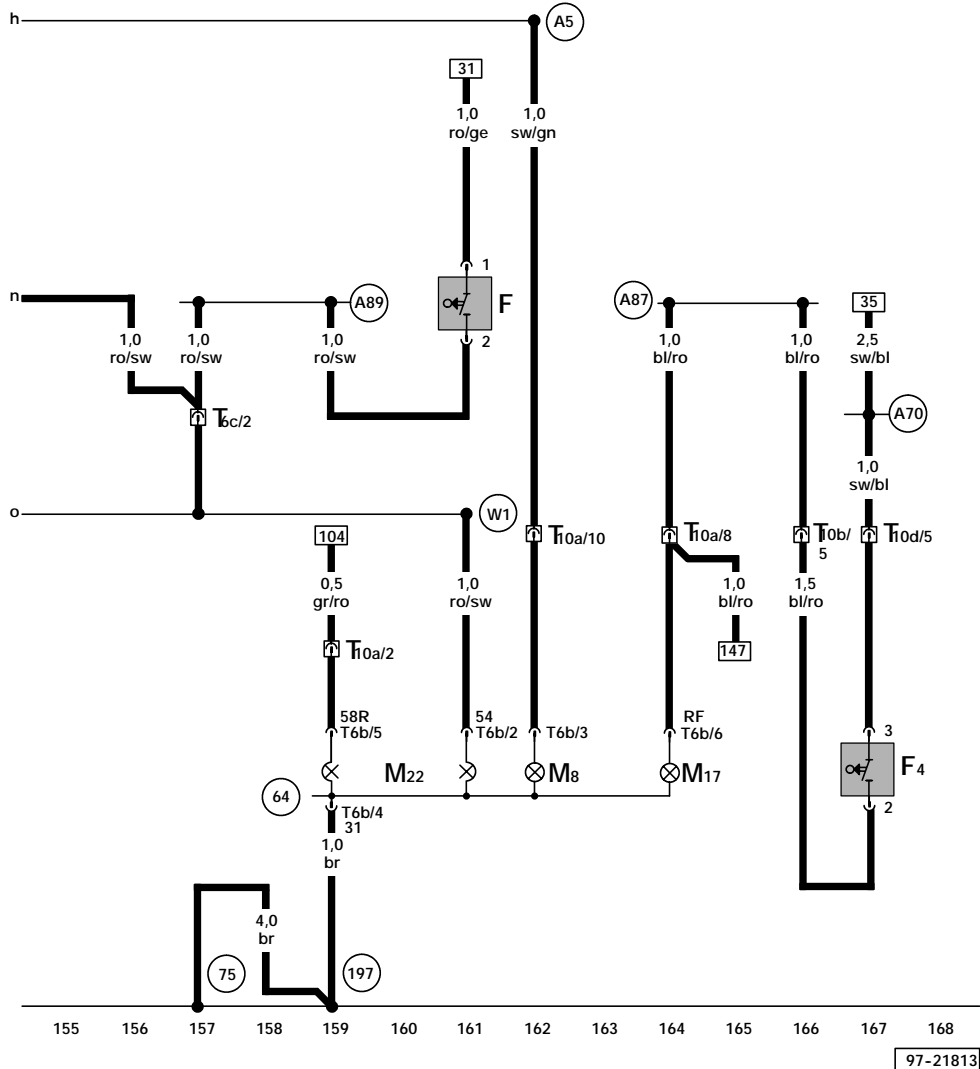 h
A5
31
1,0
ro/ge
1,0
sw/gn
1
n
A89
F
A87
35
2
1,0
ro/sw
1,0
ro/sw
1,0
ro/sw
1,0
bl/ro
1,0
bl/ro
2,5
sw/bl
T6c/2
A70
1,0
sw/bl
o
W1
104
T10a/10
T10a/8
T10b/
5
T10d/5
0,5
gr/ro
1,0
ro/sw
1,0
bl/ro
1,5
bl/ro
T10a/2
147
58R
T6b/5
54
T6b/2
T6b/3
RF
T6b/6
3
M22
M8
M17
F4
64
T6b/4
31
2
1,0
br
4,0
br
75
197
155 156 157 158 159 160 161 162 163 164 165 166 167 168
97-21813